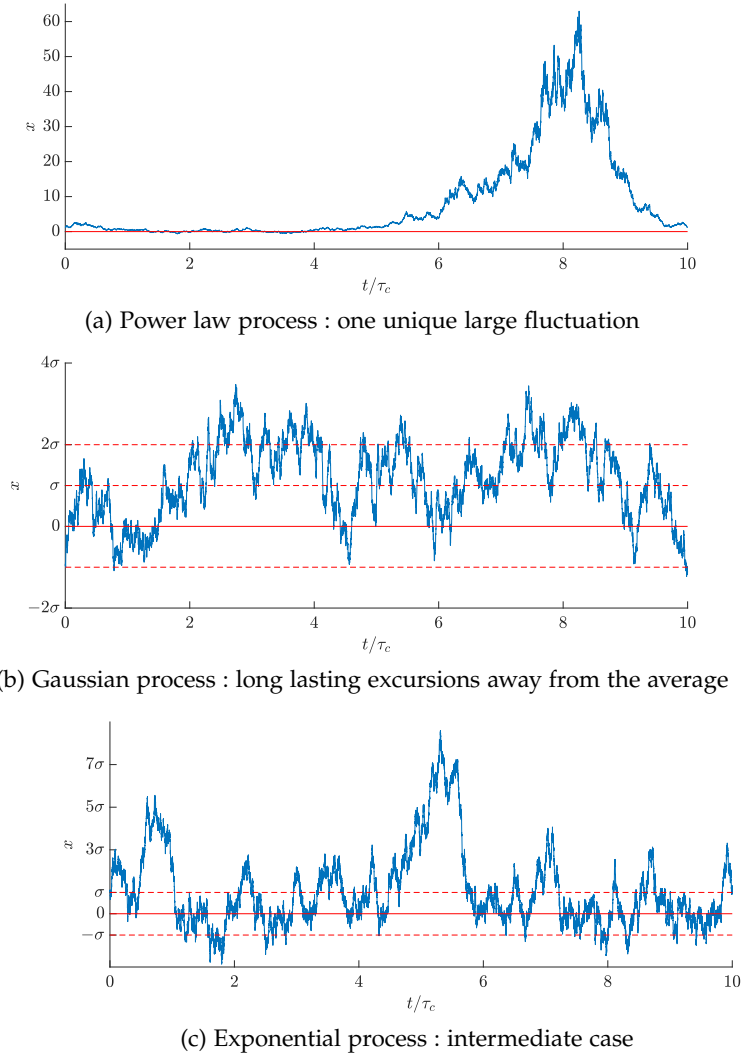 60
50
40
30
20
10
0
x
0 2 4 6 8 10
t/τc
(a) Power law process : one unique large fluctuation
4σ
2σ
σ
0
−2σ
x
0 2 4 6 8 10
t/τc
(b) Gaussian process : long lasting excursions away from the average
7σ
5σ
3σ
σ
0
−σ
x
0 2 4 6 8 10
t/τc
(c) Exponential process : intermediate case